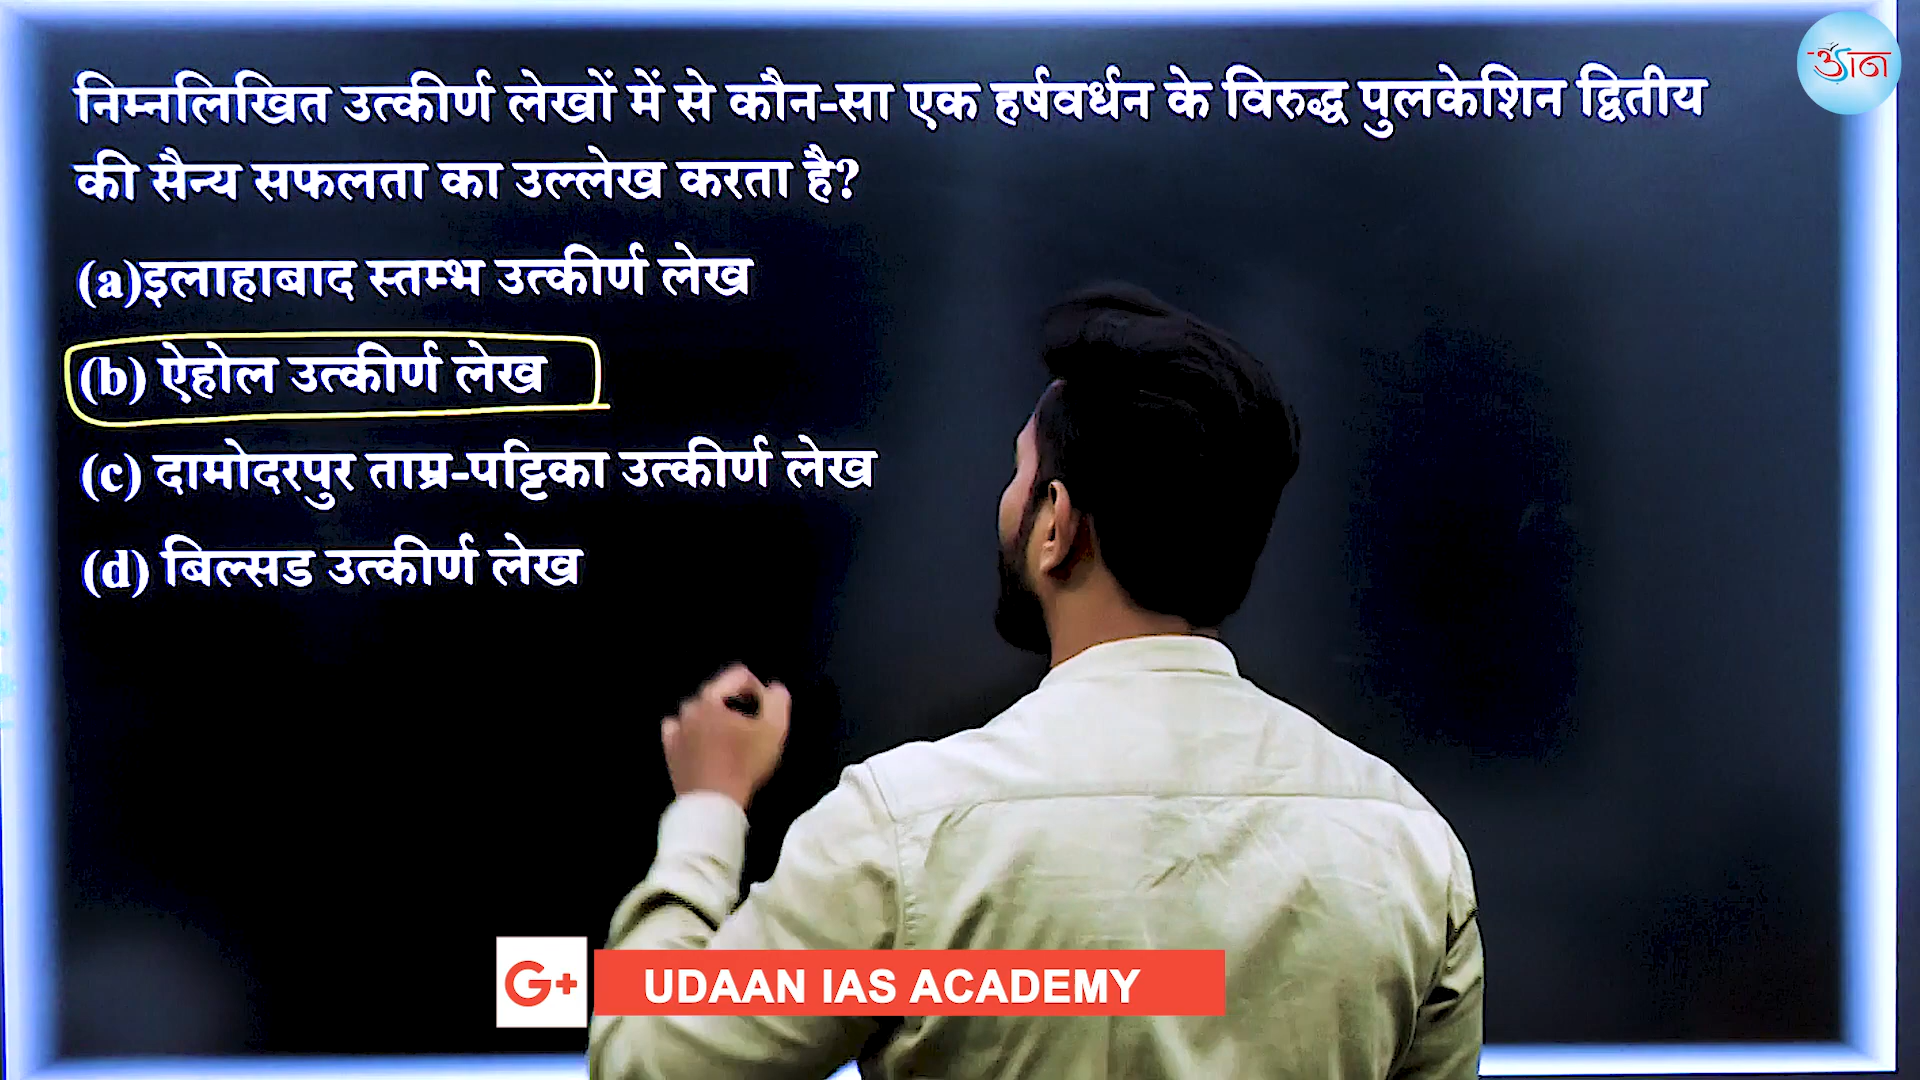 निम्नलिखित उत्कीर्ण लेखों में से कौन-सा एक हर्षवर्धन के विरुद्ध पुलकेशिन द्वितीय
की सैन्य सफलता का उल्लेख करता है?
(a)इलाहाबाद स्तम्भ उत्कीर्ण लेख
(b) ऐहोल उत्कीर्ण लेख
(c) दामोदरपुर ताम्र-पट्टिका उत्कीर्ण लेख
(d) बिल्सड उत्कीर्ण लेख
G+ UDAAN IAS ACADEMY